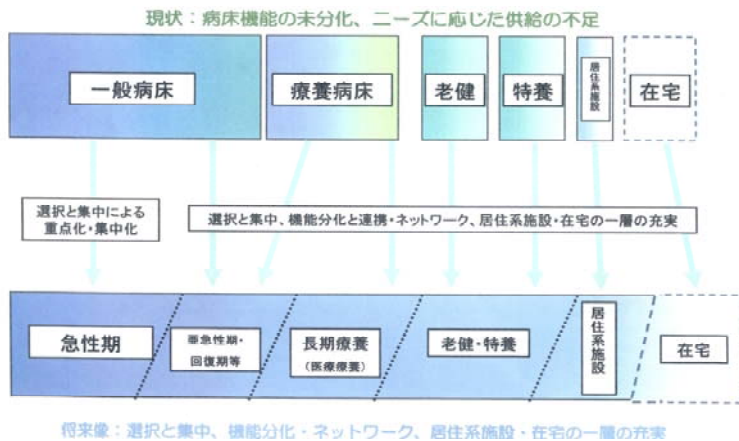 現状：病床機能の未分化、ニーズに応じた供給の不足
一般病床
療養病床
老健
特養
居住系施設
在宅
選択と集中による
重点化・集中化
選択と集中、機能分化と連携・ネットワーク、居住系施設・在宅の一層の充実
急性期
亜急性期・
回復期等
長期療養
（医療療養）
老健・特養
居住系施設
在宅
将来像：選択と集中、機能分化・ネットワーク、居住系施設・在宅の一層の充実